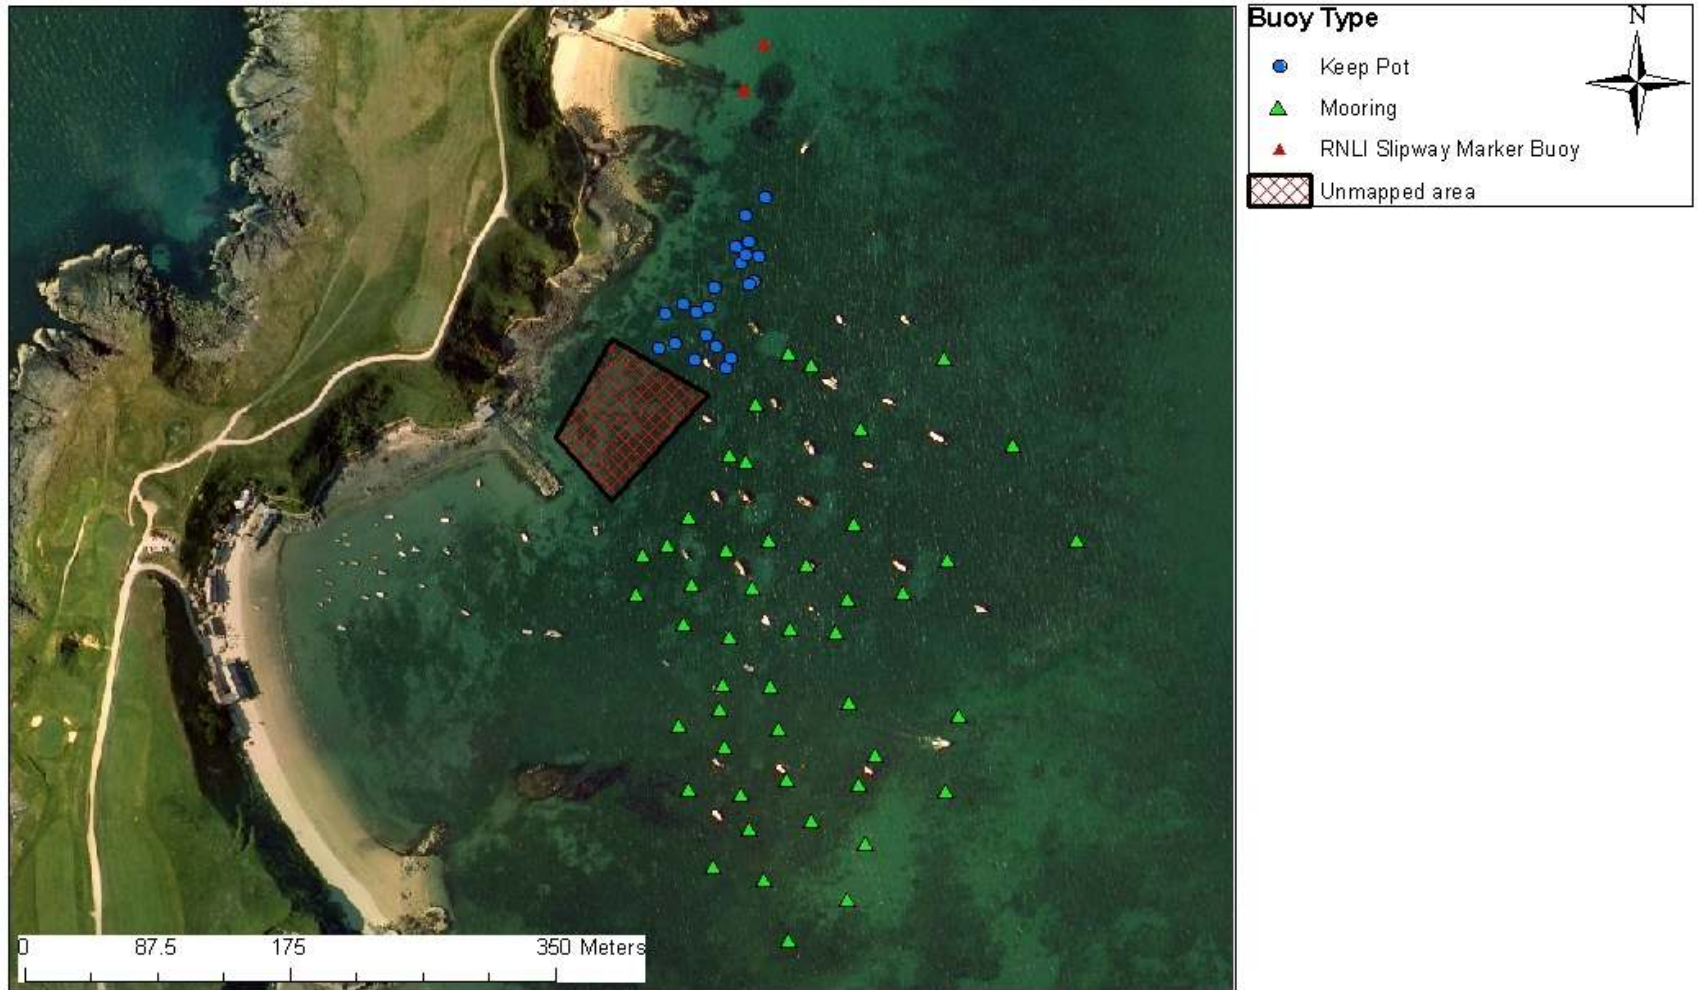 Buoy Type
N
Keep Pot
Mooring
RNLI Slipway Marker Buoy
Unmapped area
0 87.5 175 350 Meters